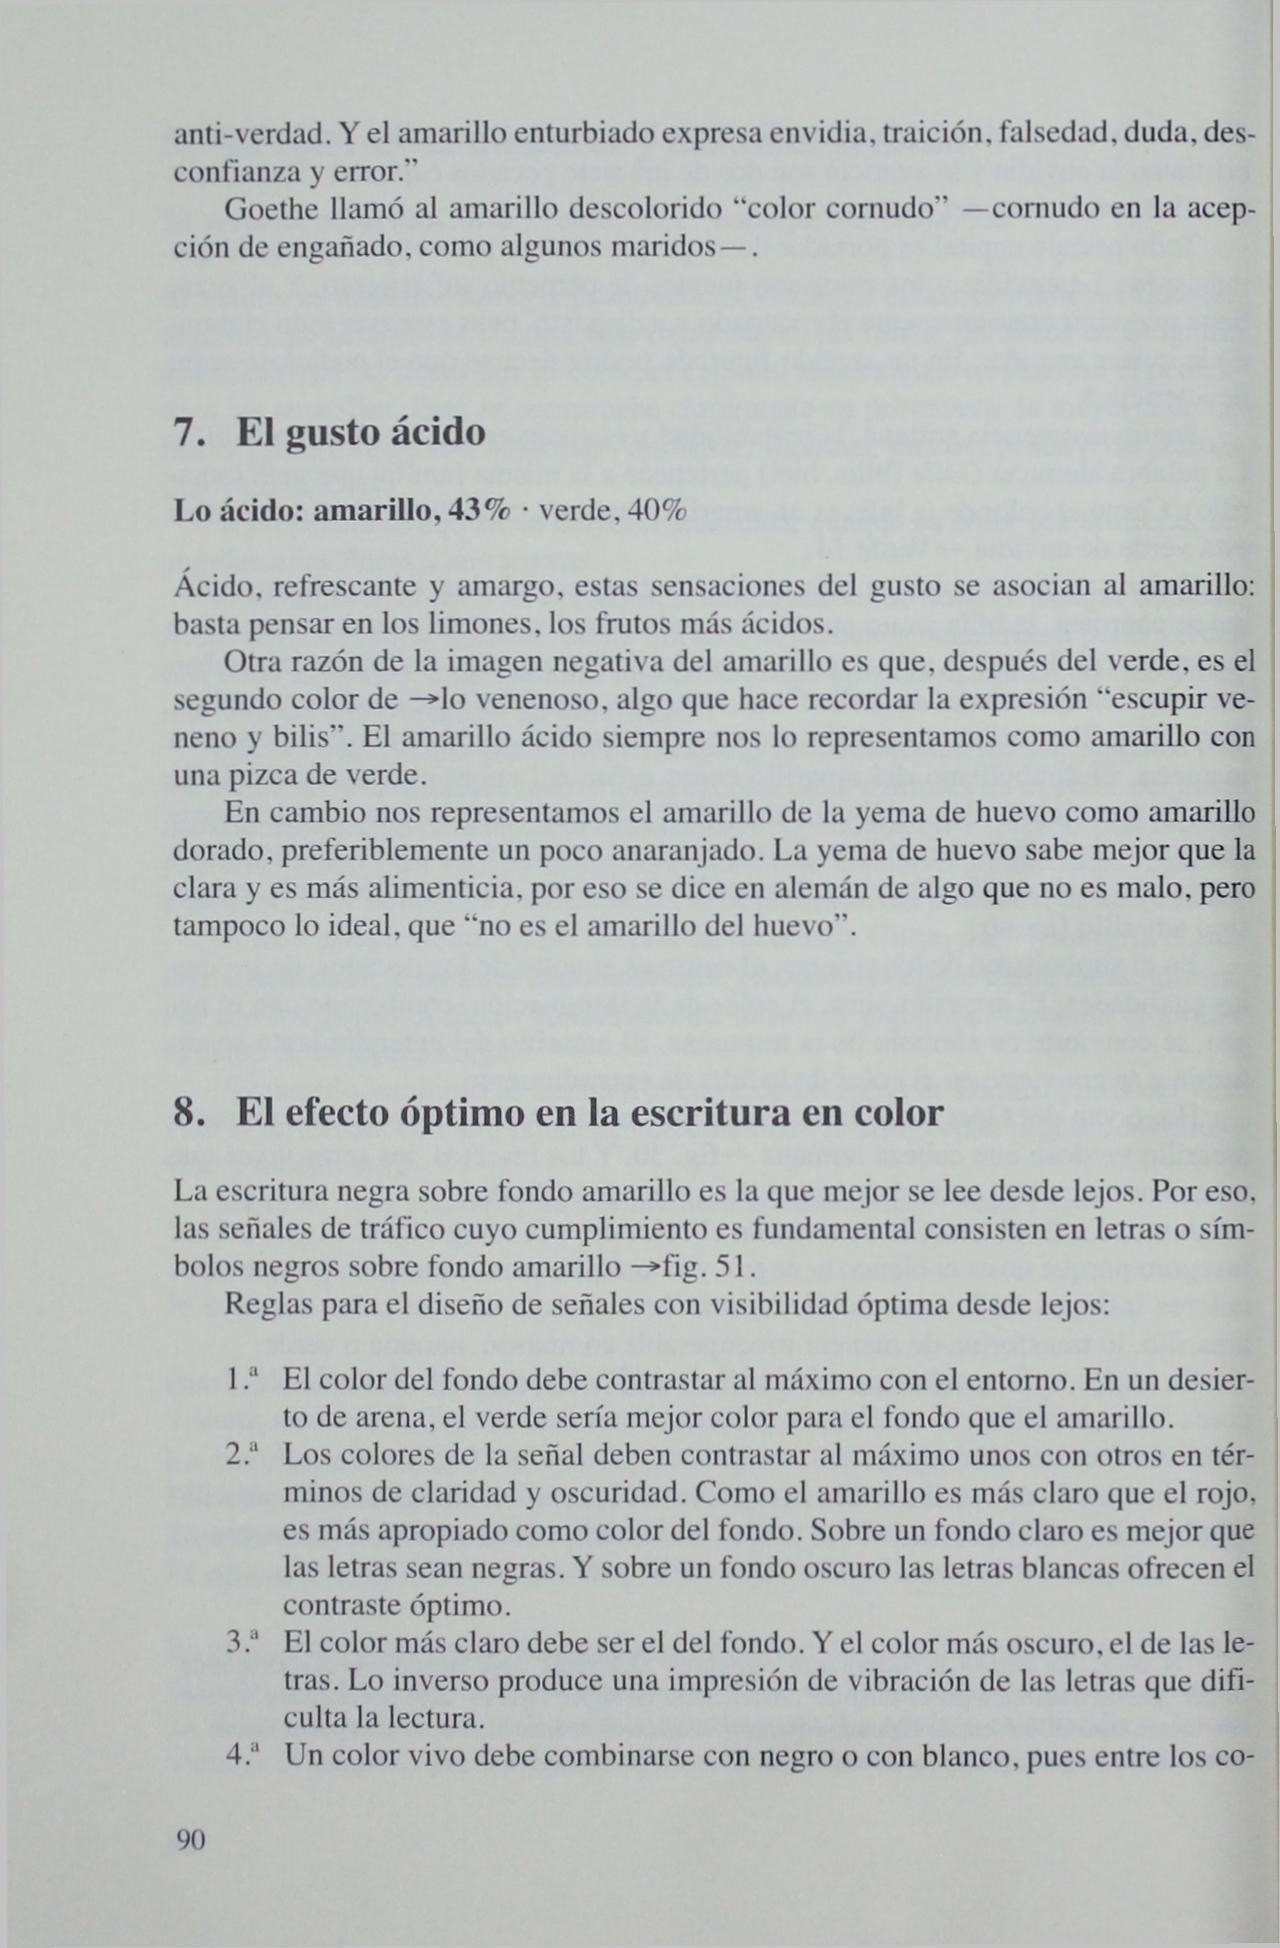 anti-verdad. Y el amarillo enturbiado expresa envidia, traición, falsedad, duda, des-
confianza y error.”
Goethe llamó al amarillo descolorido “color cornudo” —cornudo en la acep-
ción de engañado, como algunos maridos—.
7. El gusto ácido
Lo ácido: amarillo, 43% · verde, 40%
Ácido, refrescante y amargo, estas sensaciones del gusto se asocian al amarillo:
basta pensar en los limones, los frutos más ácidos.
Otra razón de la imagen negativa del amarillo es que, después del verde, es el
segundo color de →lo venenoso, algo que hace recordar la expresión “escupir ve-
neno y bilis”. El amarillo ácido siempre nos lo representamos como amarillo con
una pizca de verde.
En cambio nos representamos el amarillo de la yema de huevo como amarillo
dorado, preferiblemente un poco anaranjado. La yema de huevo sabe mejor que la
clara y es más alimenticia, por eso se dice en alemán de algo que no es malo, pero
tampoco lo ideal, que “no es el amarillo del huevo”.
8. El efecto óptimo en la escritura en color
La escritura negra sobre fondo amarillo es la que mejor se lee desde lejos. Por eso,
las señales de tráfico cuyo cumplimiento es fundamental consisten en letras o sím-
bolos negros sobre fondo amarillo →fig. 51.
Reglas para el diseño de señales con visibilidad óptima desde lejos:
1.ª El color del fondo debe contrastar al máximo con el entorno. En un desier-
to de arena, el verde sería mejor color para el fondo que el amarillo.
2.ª Los colores de la señal deben contrastar al máximo unos con otros en tér-
minos de claridad y oscuridad. Como el amarillo es más claro que el rojo,
es más apropiado como color del fondo. Sobre un fondo claro es mejor que
las letras sean negras. Y sobre un fondo oscuro las letras blancas ofrecen el
contraste óptimo.
3.ª El color más claro debe ser el del fondo. Y el color más oscuro, el de las le-
tras. Lo inverso produce una impresión de vibración de las letras que difi-
culta la lectura.
4.ª Un color vivo debe combinarse con negro o con blanco, pues entre los co-
90